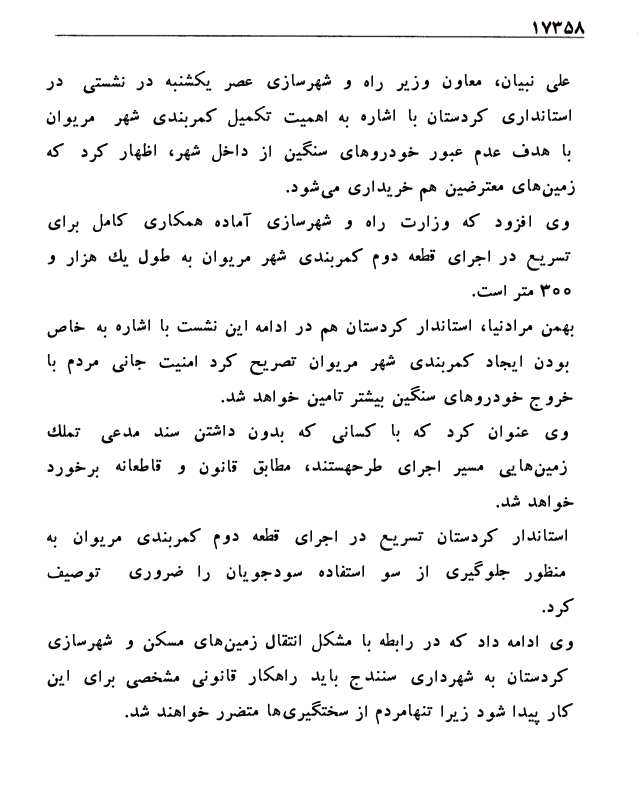 ۱۷۳۵۸
علی نبیان، معاون وزیر راه و شهرسازی عصر یکشنبه در نشستی در
استانداری کردستان با اشاره به اهمیت تکمیل کمربندی شهر مریوان
با هدف عدم عبور خودروهای سنگین از داخل شهر، اظهار کرد که
زمین‌های معترضین هم خریداری می‌شود.
وی افزود که وزارت راه و شهرسازی آماده همکاری کامل برای
تسریع در اجرای قطعه دوم کمربندی شهر مریوان به طول یك هزار و
۳۰۰ متر است.
بهمن مرادنیا، استاندار کردستان هم در ادامه این نشست با اشاره به خاص
بودن ایجاد کمربندی شهر مریوان تصریح کرد امنیت جانی مردم با
خروج خودروهای سنگین بیشتر تامین خواهد شد.
وی عنوان کرد که با کسانی که بدون داشتن سند مدعی تملك
زمین‌هایی مسیر اجرای طرحهستند، مطابق قانون و قاطعانه برخورد
خواهد شد.
استاندار کردستان تسریع در اجرای قطعه دوم کمربندی مریوان به
منظور جلوگیری از سو استفاده سودجویان را ضروری توصیف
کرد.
وی ادامه داد که در رابطه با مشکل انتقال زمین‌های مسکن و شهرسازی
کردستان به شهرداری سنندج باید راهکار قانونی مشخصی برای این
کار پیدا شود زیرا تنهامردم از سختگیری‌ها متضرر خواهند شد.